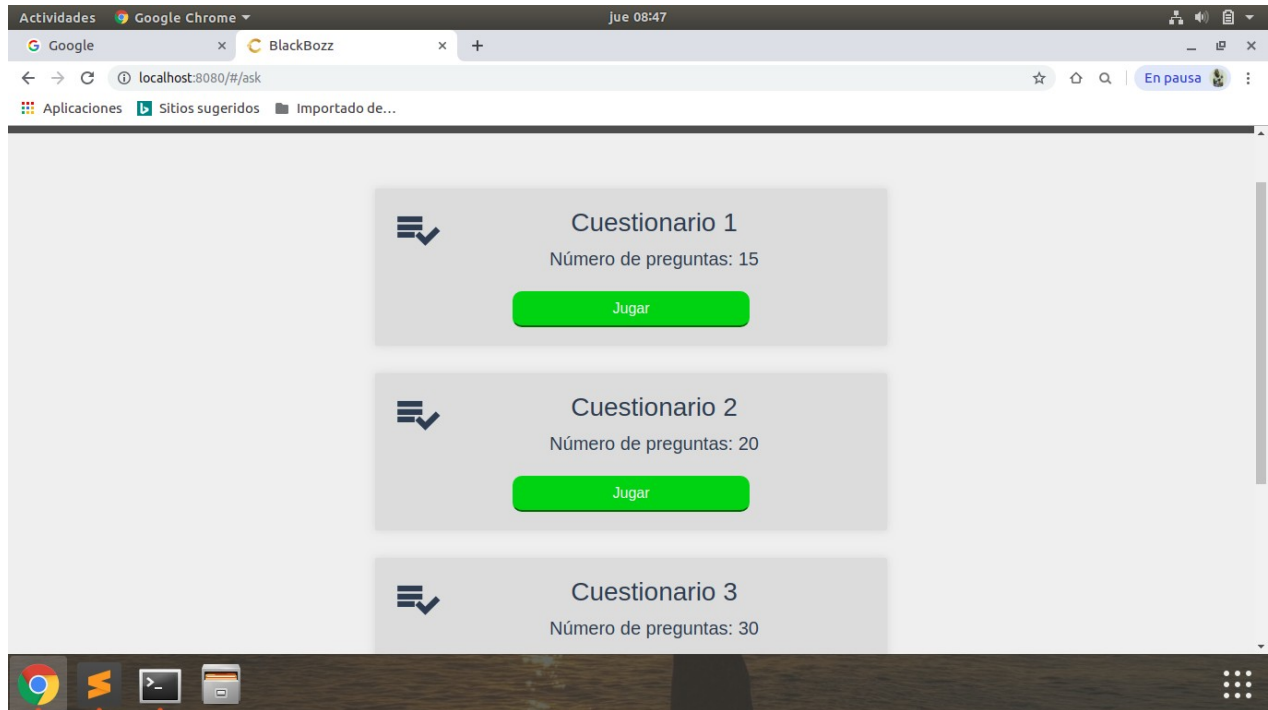 Actividades Google Chrome jue 08:47
Google BlackBozz
localhost:8080/#/ask En pausa
Aplicaciones Sitios sugeridos Importado de...
Cuestionario 1
Número de preguntas: 15
Jugar
Cuestionario 2
Número de preguntas: 20
Jugar
Cuestionario 3
Número de preguntas: 30